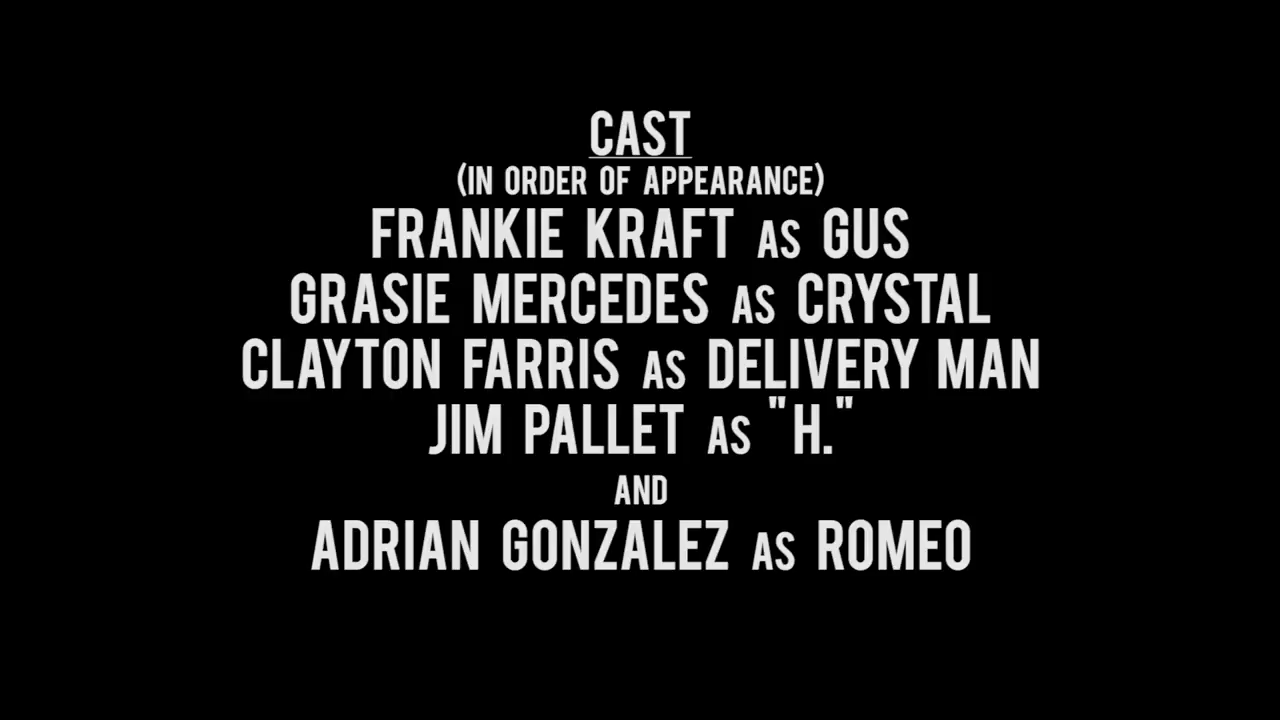 CAST
(IN ORDER OF APPEARANCE)
FRANKIE KRAFT AS GUS
GRASIE MERCEDES AS CRYSTAL
CLAYTON FARRIS AS DELIVERY MAN
JIM PALLET AS "H."
AND
ADRIAN GONZALEZ AS ROMEO